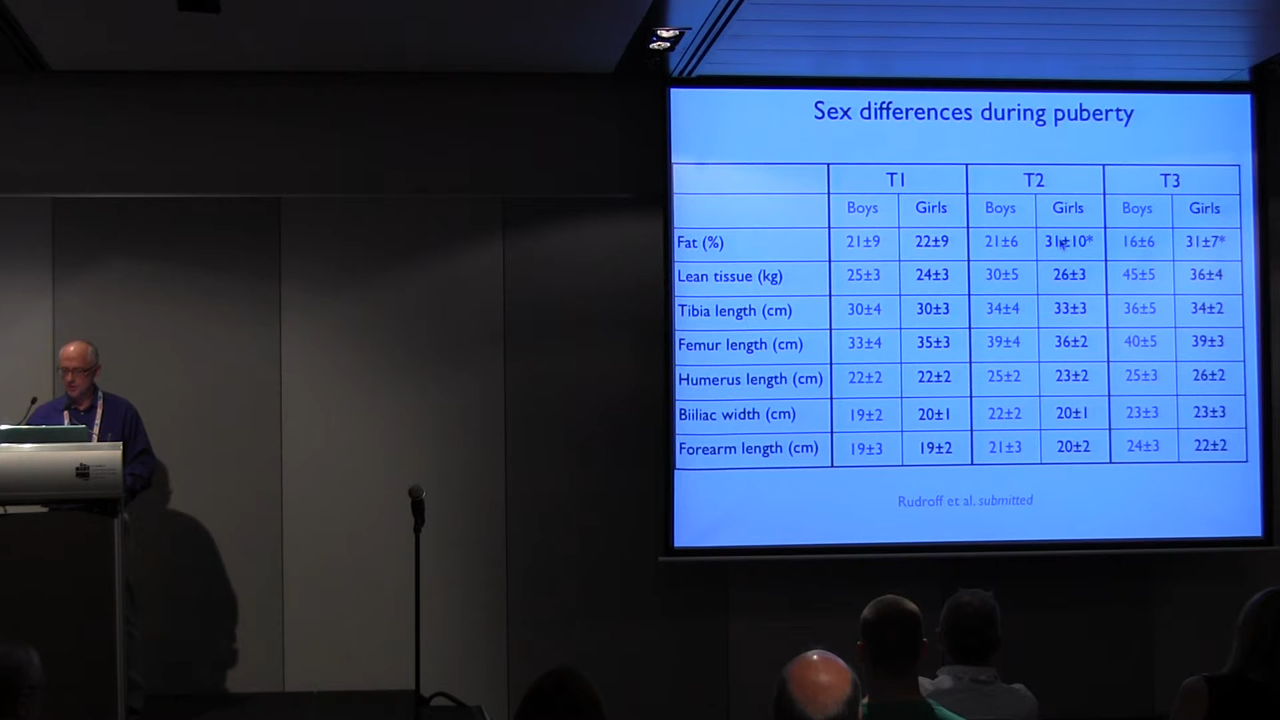 Sex differences during puberty
T1 T2 T3
Boys Girls Boys Girls Boys Girls
Fat (%) 21±9 22±9 21±6 31±10* 16±6 31±7*
Lean tissue (kg) 25±3 24±3 30±5 26±3 45±5 36±4
Tibia length (cm) 30±4 30±3 34±4 33±3 36±5 34±2
Femur length (cm) 33±4 35±3 39±4 36±2 40±5 39±3
Humerus length (cm) 22±2 22±2 25±2 23±2 25±3 26±2
Biiliac width (cm) 19±2 20±1 22±2 20±1 23±3 23±3
Forearm length (cm) 19±3 19±2 21±3 20±2 24±3 22±2
Rudroff et al. submitted